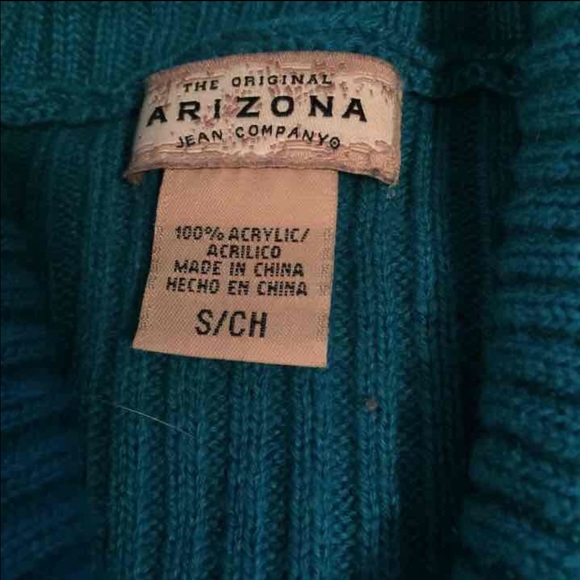 THE ORIGINAL
ARIZONA
JEAN COMPANY®
100% ACRYLIC/
ACRILICO
MADE IN CHINA
HECHO EN CHINA
S/CH